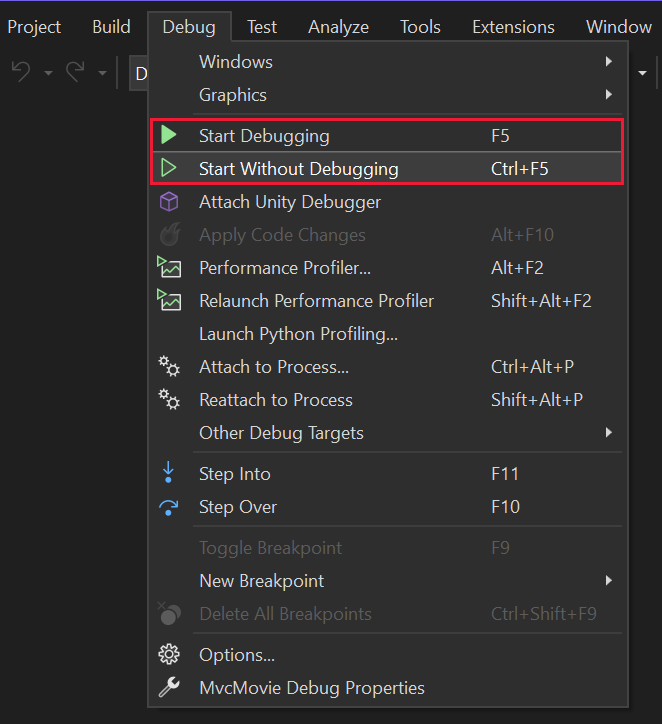 Project Build Debug Test Analyze Tools Extensions Window
D
Windows
Graphics
Start Debugging F5
Start Without Debugging Ctrl+F5
Attach Unity Debugger
Apply Code Changes Alt+F10
Performance Profiler... Alt+F2
Relaunch Performance Profiler Shift+Alt+F2
Launch Python Profiling...
Attach to Process... Ctrl+Alt+P
Reattach to Process Shift+Alt+P
Other Debug Targets
Step Into F11
Step Over F10
Toggle Breakpoint F9
New Breakpoint
Delete All Breakpoints Ctrl+Shift+F9
Options...
MvcMovie Debug Properties